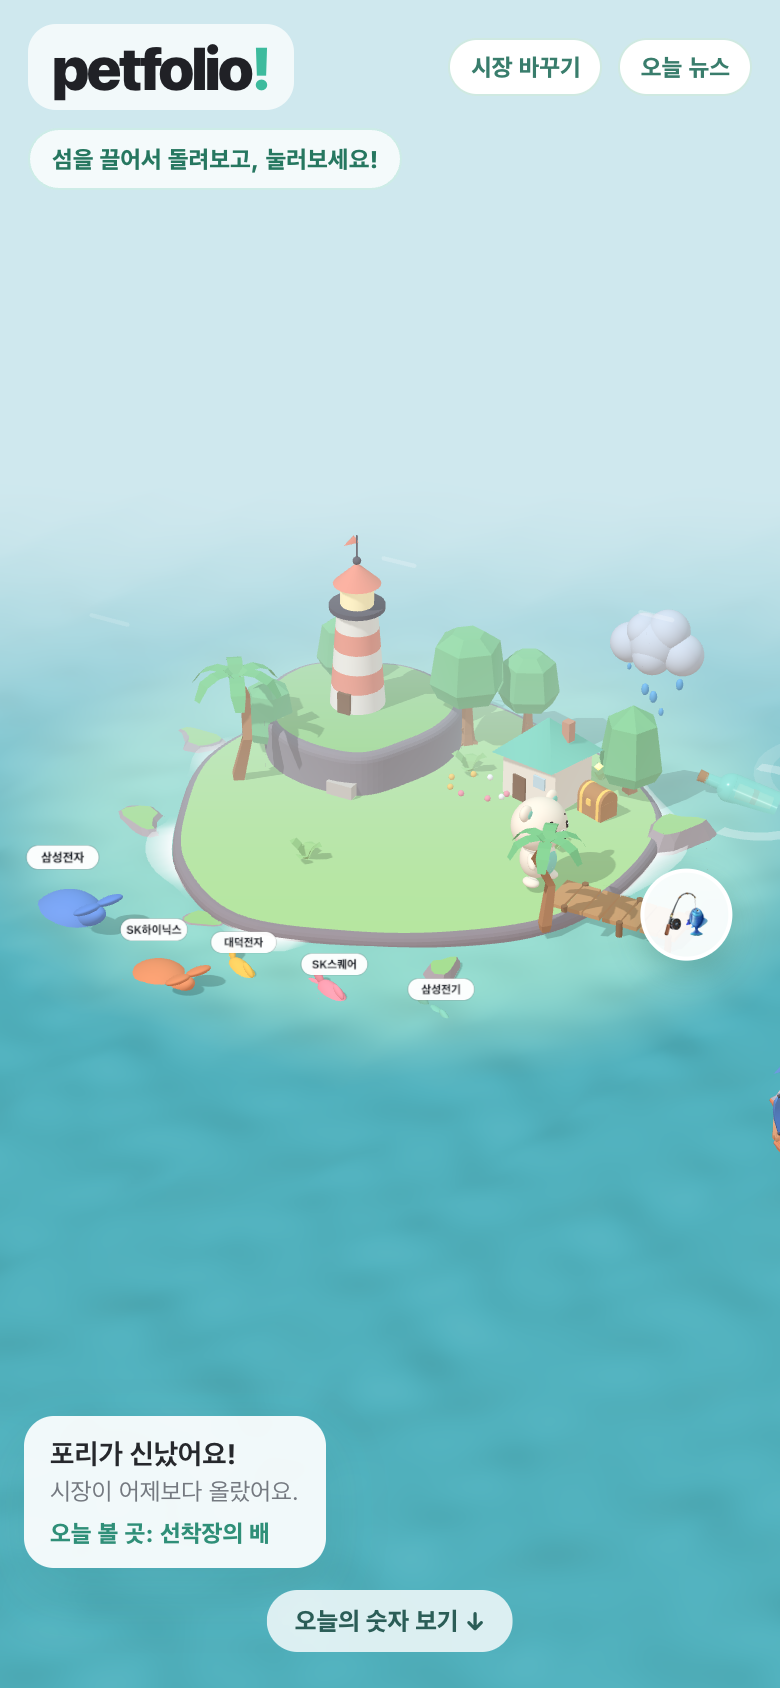 petfolio!
시장 바꾸기
오늘 뉴스
섬을 끌어서 돌려보고, 눌러보세요!
삼성전자
SK하이닉스
대덕전자
SK스퀘어
삼성전기
포리가 신났어요!
시장이 어제보다 올랐어요.
오늘 볼 곳: 선착장의 배
오늘의 숫자 보기 ↓